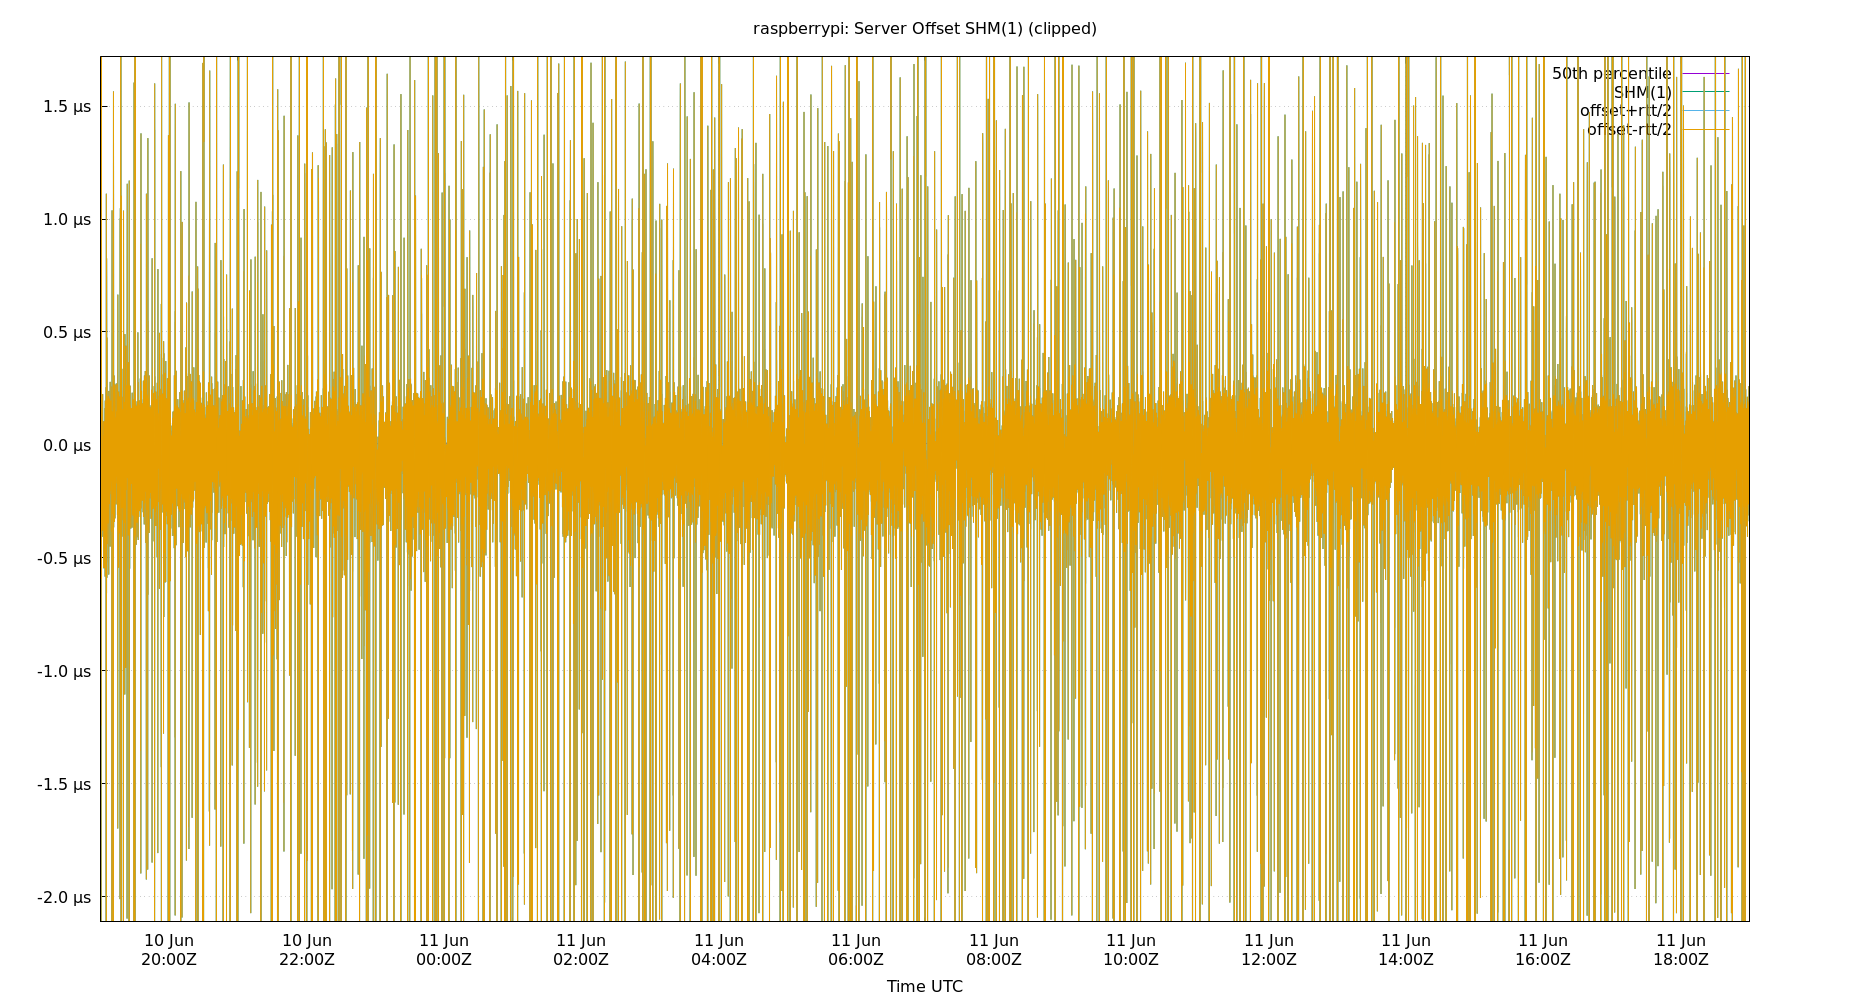 raspberrypi: Server Offset SHM(1) (clipped)
50th percentile
SHM(1)
offset+rtt/2
offset-rtt/2
1.5 µs
1.0 µs
0.5 µs
0.0 µs
-0.5 µs
-1.0 µs
-1.5 µs
-2.0 µs
10 Jun 10 Jun 11 Jun 11 Jun 11 Jun 11 Jun 11 Jun 11 Jun 11 Jun 11 Jun 11 Jun 11 Jun
20:00Z 22:00Z 00:00Z 02:00Z 04:00Z 06:00Z 08:00Z 10:00Z 12:00Z 14:00Z 16:00Z 18:00Z
Time UTC